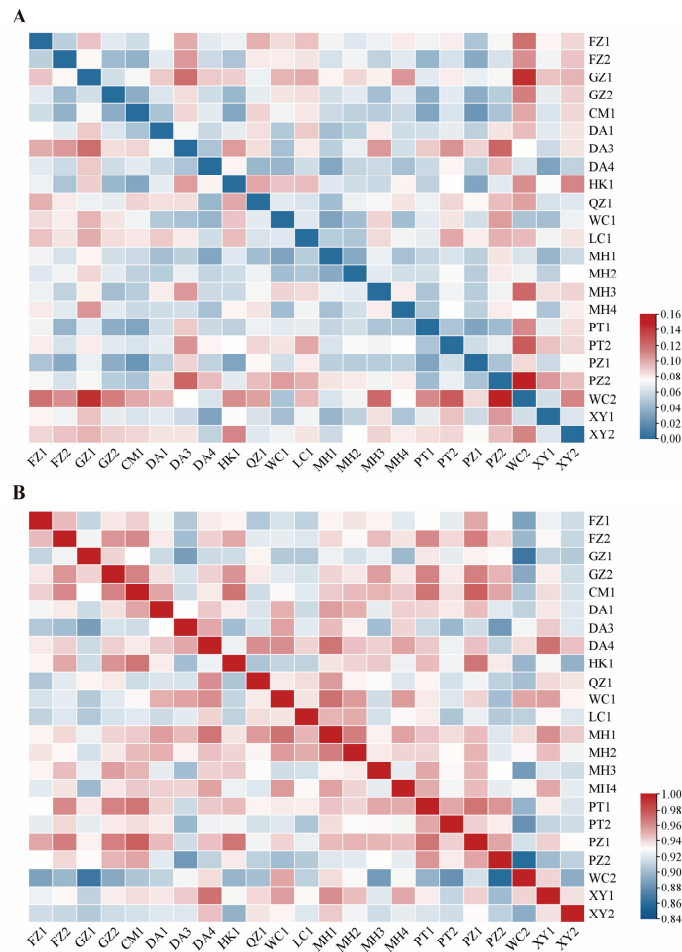 A
FZ1
FZ2
GZ1
GZ2
CM1
DA1
DA3
DA4
HK1
QZ1
WC1
LC1
MH1
MH2
MH3
MH4
PT1
PT2
PZ1
PZ2
WC2
XY1
XY2
0.16
0.14
0.12
0.10
0.08
0.06
0.04
0.02
0.00
FZ1 FZ2 GZ1 GZ2 CM1 DA1 DA3 DA4 HK1 QZ1 WC1 LC1 MH1 MH2 MH3 MH4 PT1 PT2 PZ1 PZ2 WC2 XY1 XY2
B
FZ1
FZ2
GZ1
GZ2
CM1
DA1
DA3
DA4
HK1
QZ1
WC1
LC1
MH1
MH2
MH3
MH4
PT1
PT2
PZ1
PZ2
WC2
XY1
XY2
1.00
0.98
0.96
0.94
0.92
0.90
0.88
0.86
0.84
FZ1 FZ2 GZ1 GZ2 CM1 DA1 DA3 DA4 HK1 QZ1 WC1 LC1 MH1 MH2 MH3 MH4 PT1 PT2 PZ1 PZ2 WC2 XY1 XY2